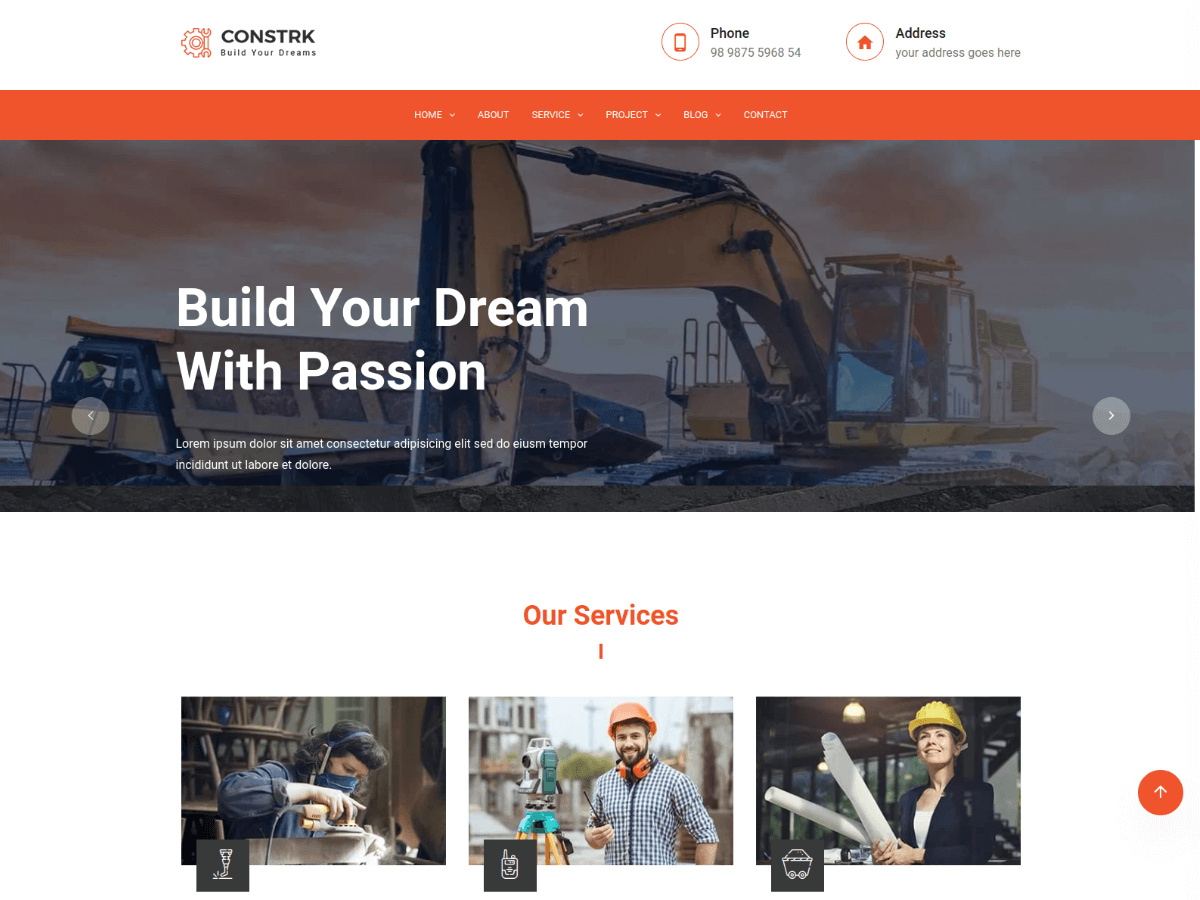 CONSTRK
Build Your Dreams
Phone
98 9875 5968 54
Address
your address goes here
HOME
ABOUT
SERVICE
PROJECT
BLOG
CONTACT
Build Your Dream
With Passion
Lorem ipsum dolor sit amet consectetur adipisicing elit sed do eiusm tempor
incididunt ut labore et dolore.
Our Services